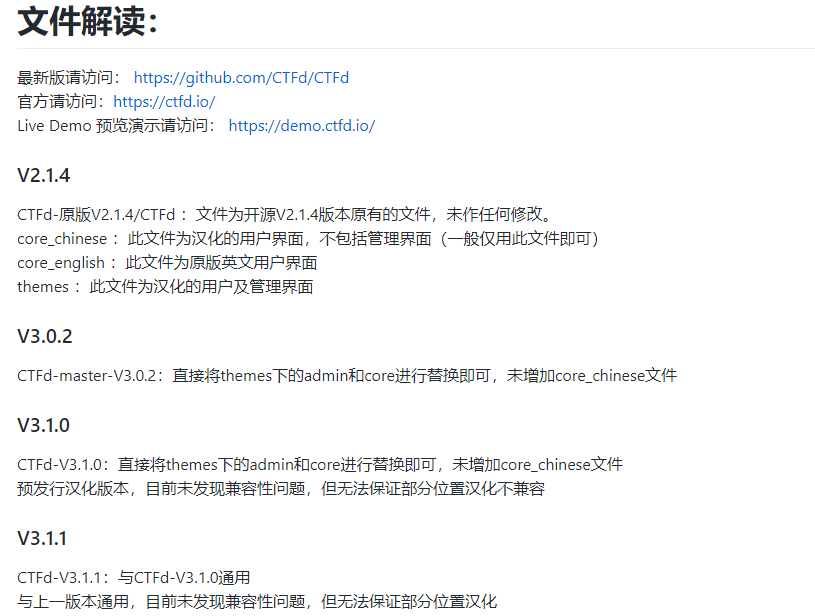 文件解读：
最新版请访问： https://github.com/CTFd/CTFd
官方请访问：https://ctfd.io/
Live Demo 预览演示请访问： https://demo.ctfd.io/
V2.1.4
CTFd-原版V2.1.4/CTFd ：文件为开源V2.1.4版本原有的文件，未作任何修改。
core_chinese ：此文件为汉化的用户界面，不包括管理界面（一般仅用此文件即可）
core_english ：此文件为原版英文用户界面
themes ：此文件为汉化的用户及管理界面
V3.0.2
CTFd-master-V3.0.2：直接将themes下的admin和core进行替换即可，未增加core_chinese文件
V3.1.0
CTFd-V3.1.0：直接将themes下的admin和core进行替换即可，未增加core_chinese文件
预发行汉化版本，目前未发现兼容性问题，但无法保证部分位置汉化不兼容
V3.1.1
CTFd-V3.1.1：与CTFd-V3.1.0通用
与上一版本通用，目前未发现兼容性问题，但无法保证部分位置汉化